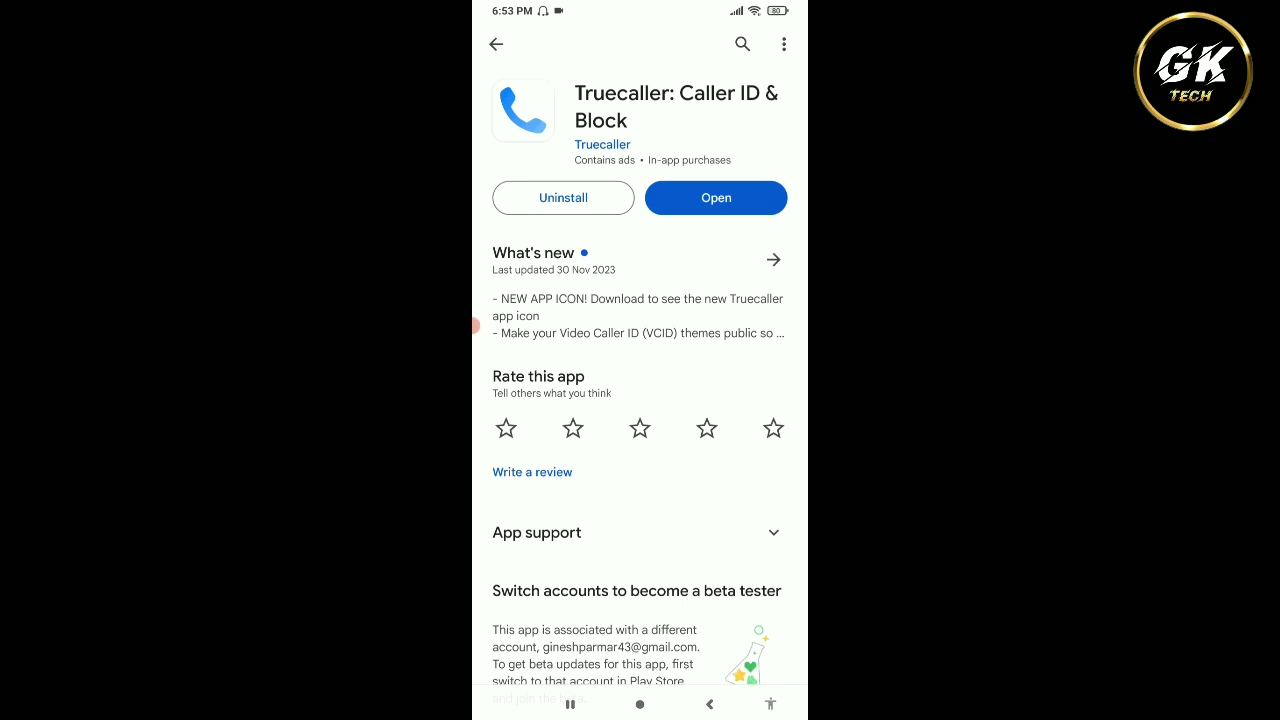 6:53 PM
80
GK
TECH
Truecaller: Caller ID &
Block
Truecaller
Contains ads • In-app purchases
Uninstall
Open
What's new
Last updated 30 Nov 2023
- NEW APP ICON! Download to see the new Truecaller
app icon
- Make your Video Caller ID (VCID) themes public so ...
Rate this app
Tell others what you think
Write a review
App support
Switch accounts to become a beta tester
This app is associated with a different
account, gineshparmar43@gmail.com.
To get beta updates for this app, first
switch to that account in Play Store
and join the beta.